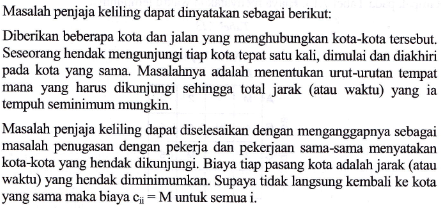 Masalah penjaja keliling dapat dinyatakan sebagai berikut:
Diberikan beberapa kota dan jalan yang menghubungkan kota-kota tersebut.
Seseorang hendak mengunjungi tiap kota tepat satu kali, dimulai dan diakhiri
pada kota yang sama. Masalahnya adalah menentukan urut-urutan tempat
mana yang harus dikunjungi sehingga total jarak (atau waktu) yang ia
tempuh seminimum mungkin.
Masalah penjaja keliling dapat diselesaikan dengan menganggapnya sebagai
masalah penugasan dengan pekerja dan pekerjaan sama-sama menyatakan
kota-kota yang hendak dikunjungi. Biaya tiap pasang kota adalah jarak (atau
waktu) yang hendak diminimumkan. Supaya tidak langsung kembali ke kota
yang sama maka biaya cᵢᵢ = M untuk semua i.